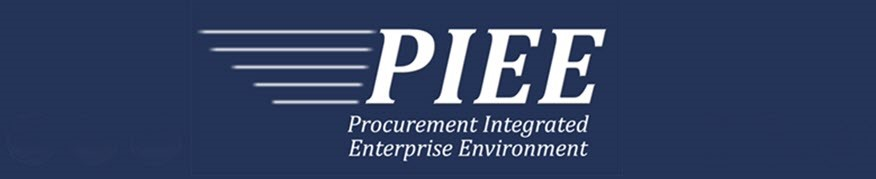 PIEE
Procurement Integrated
Enterprise Environment